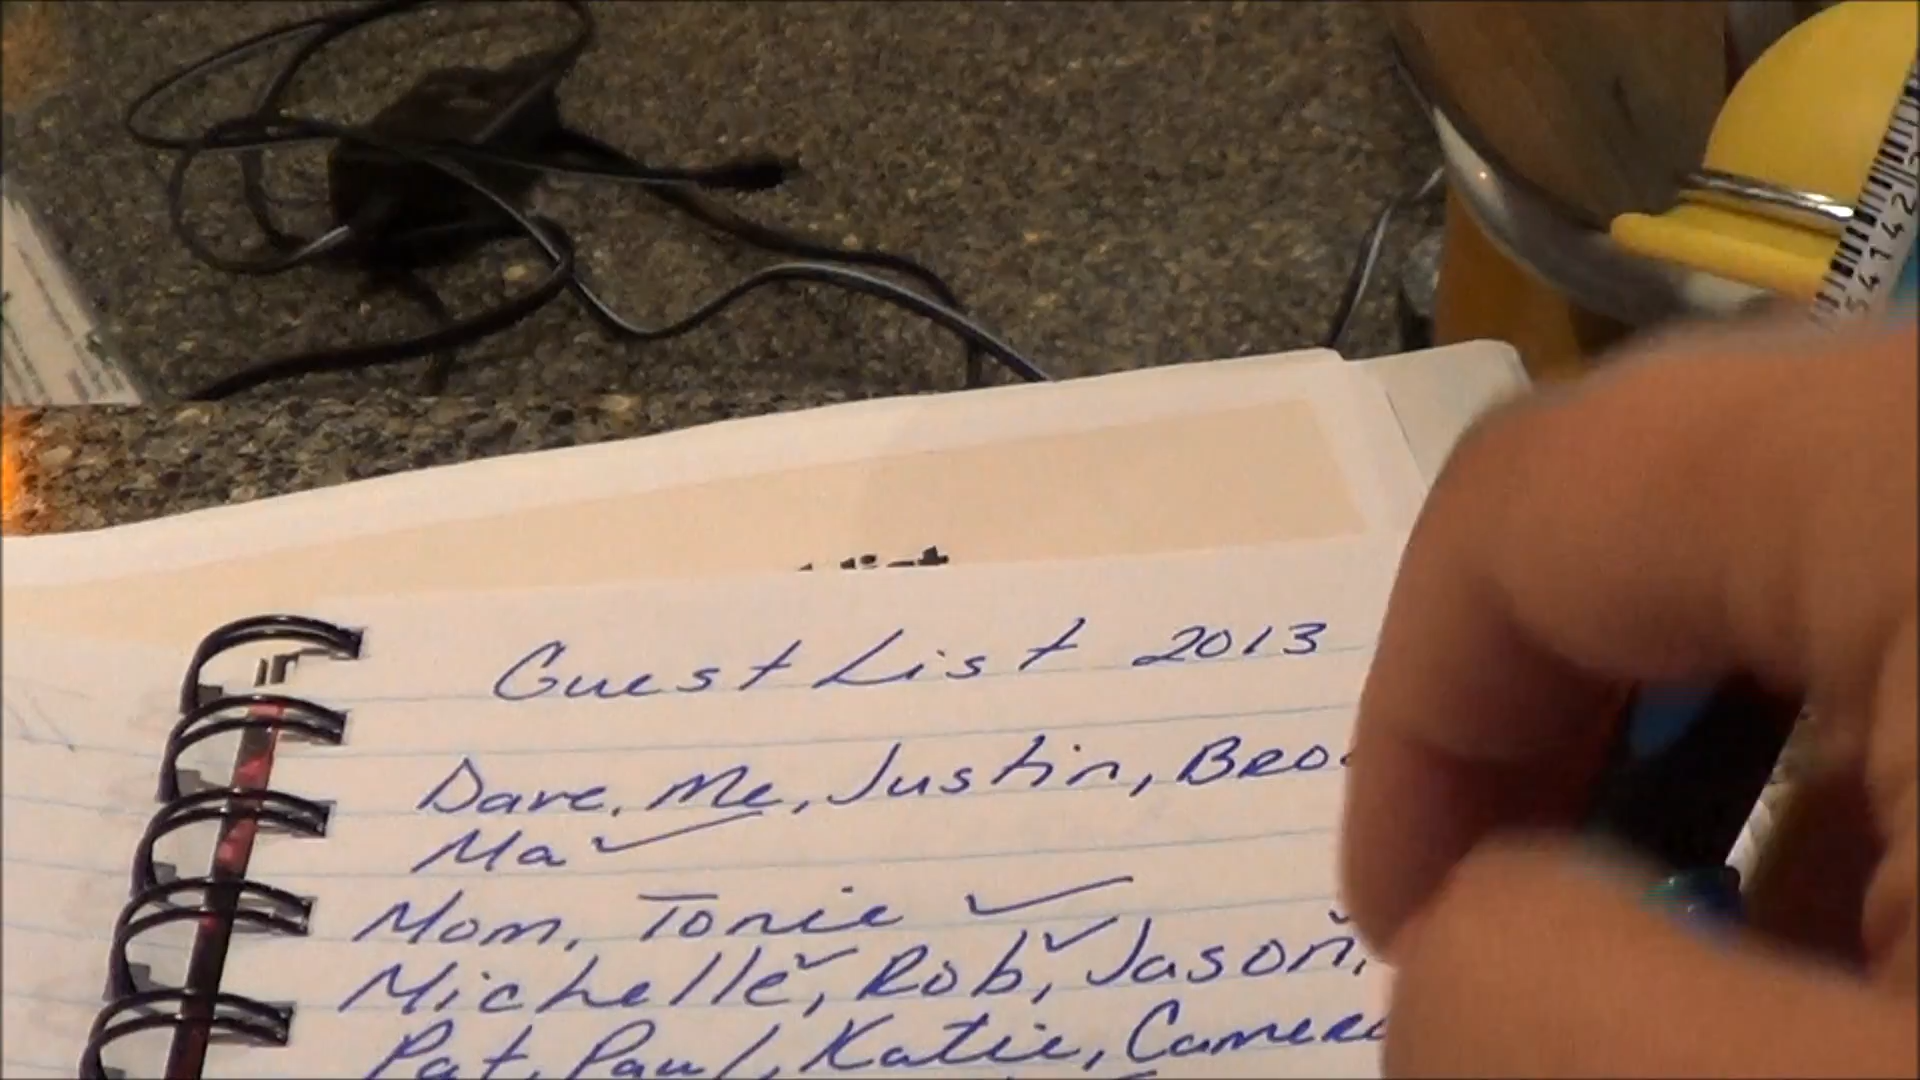 Guest List 2013
Dave, Me, Justin,
Ma
Mom, Tonie
Michelle, Rob, Jason,
Pat, Paul, Katie,